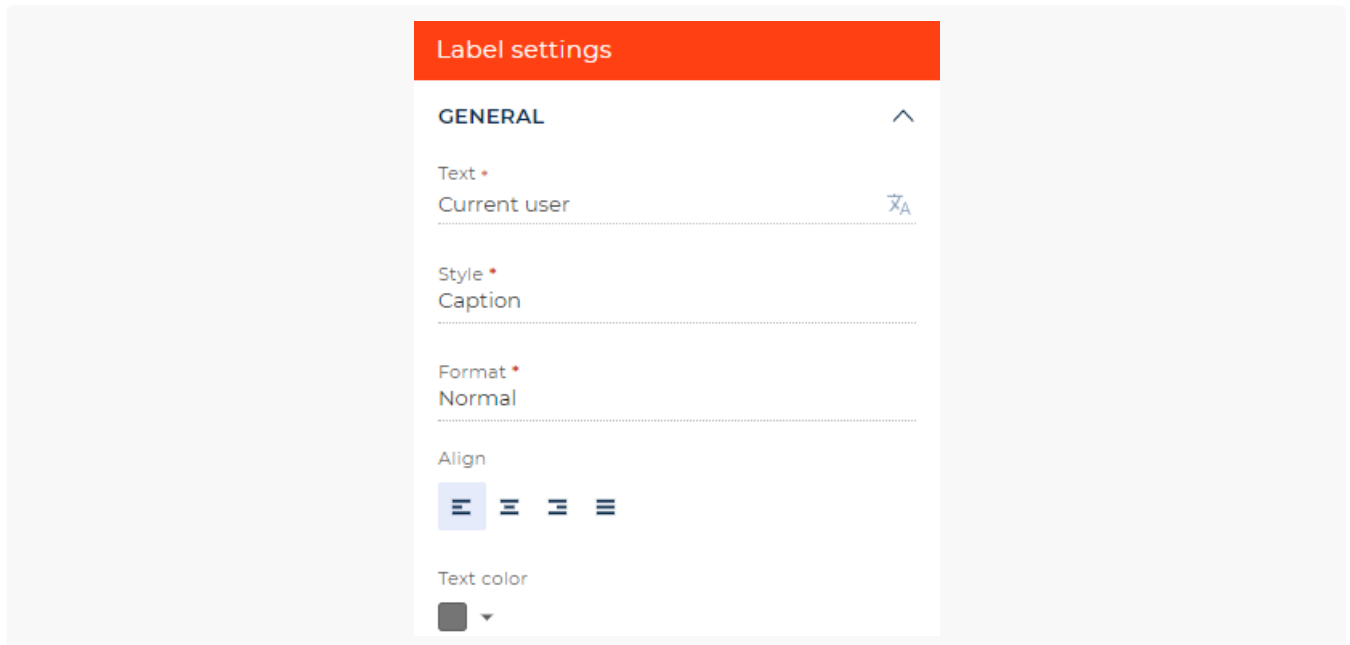 Label settings
GENERAL
Text *
Current user
Style *
Caption
Format *
Normal
Align
Text color